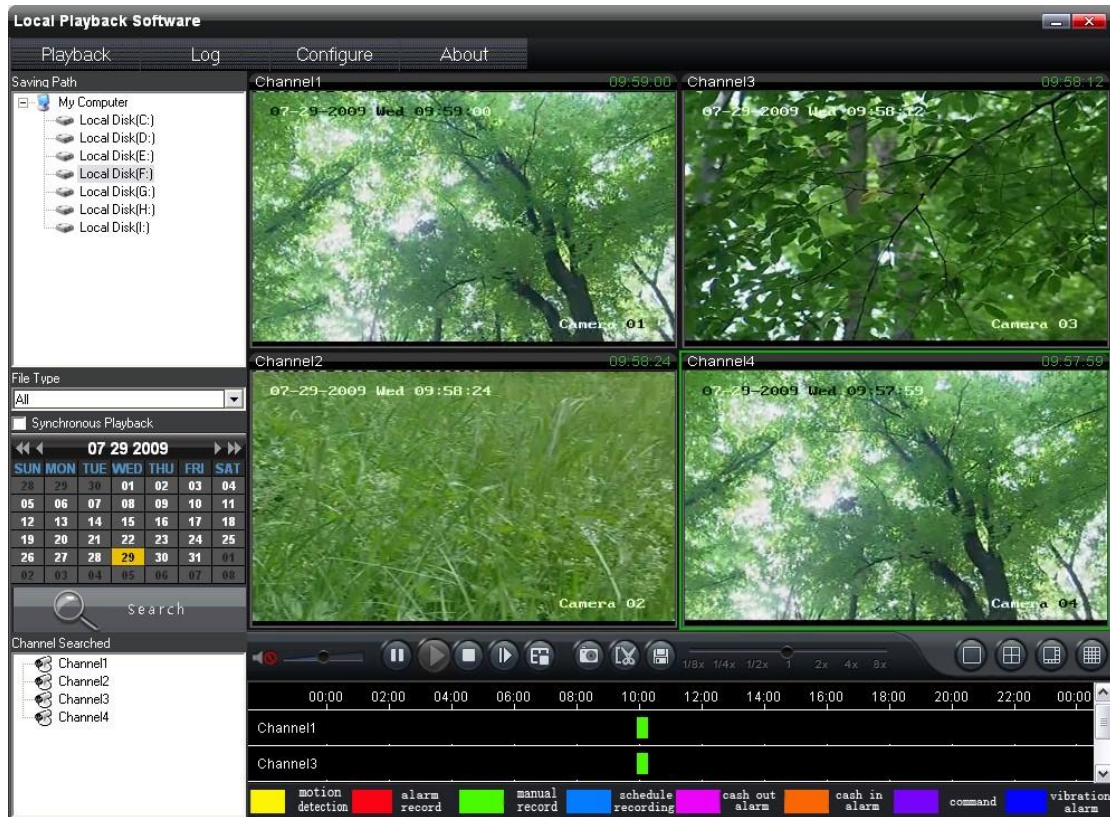 Local Playback Software
Playback Log Configure About
Saving Path
My Computer
Local Disk(C:)
Local Disk(D:)
Local Disk(E:)
Local Disk(F:)
Local Disk(G:)
Local Disk(H:)
Local Disk(I:)
File Type
All
Synchronous Playback
07 29 2009
SUN MON TUE WED THU FRI SAT
28 29 30 01 02 03 04
05 06 07 08 09 10 11
12 13 14 15 16 17 18
19 20 21 22 23 24 25
26 27 28 29 30 31 01
02 03 04 05 06 07 08
Search
Channel Searched
Channel1
Channel2
Channel3
Channel4
Channel1 09:59:00
07-29-2009 Wed 09:59:00
Camera 01
Channel3 09:58:12
07-29-2009 Wed 09:58:12
Camera 03
Channel2 09:58:24
07-29-2009 Wed 09:58:24
Camera 02
Channel4 09:57:59
07-29-2009 Wed 09:57:59
Camera 04
1/8x 1/4x 1/2x 1 2x 4x 8x
00:00 02:00 04:00 06:00 08:00 10:00 12:00 14:00 16:00 18:00 20:00 22:00 00:00
Channel1
Channel3
motion detection
alarm record
manual record
schedule recording
cash out alarm
cash in alarm
command
vibration alarm